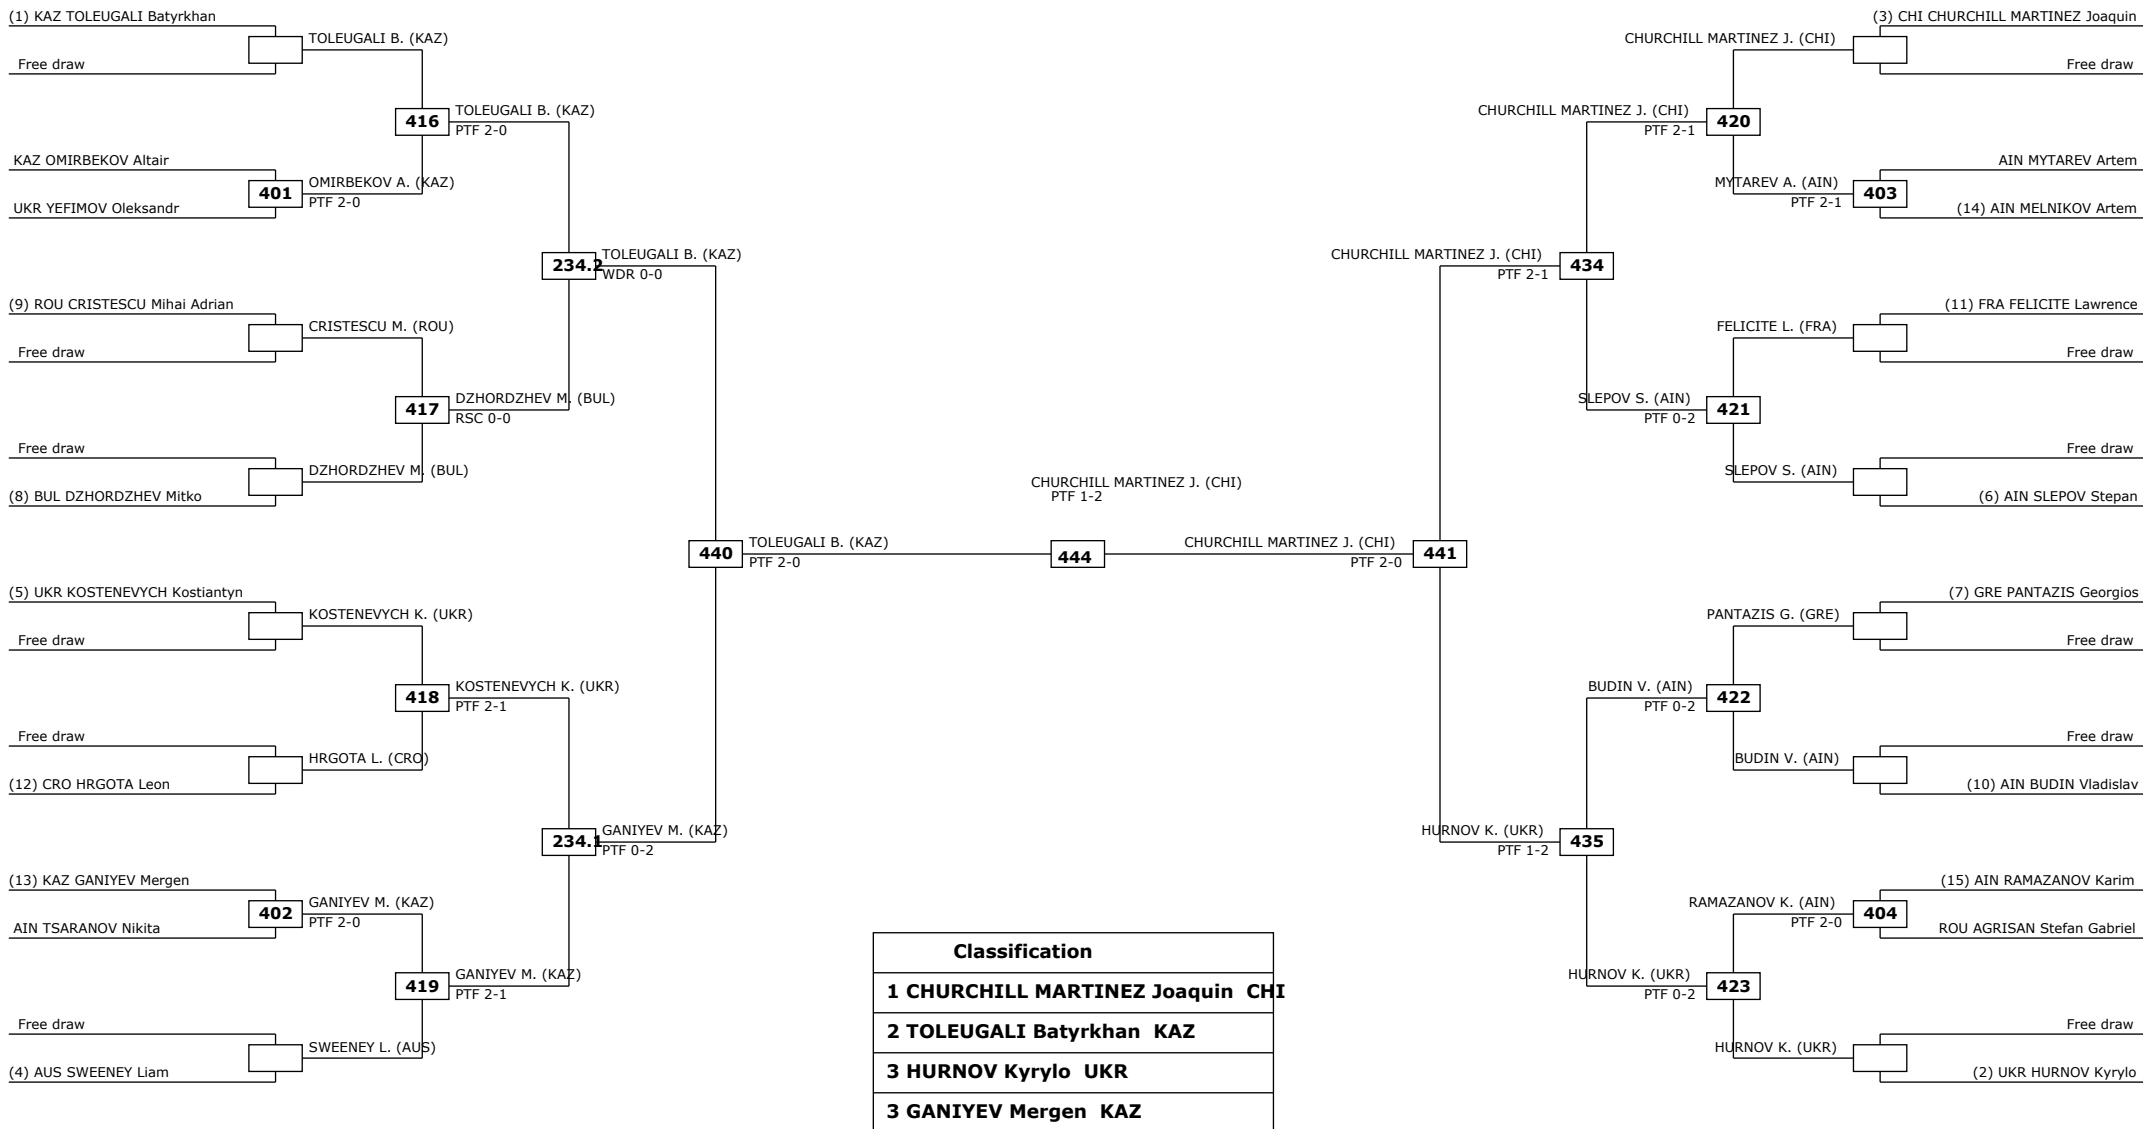 (1) KAZ TOLEUGALI Batyrkhan
TOLEUGALI B. (KAZ)
Free draw
416
TOLEUGALI B. (KAZ)
PTF 2-0
KAZ OMIRBEKOV Altair
401
OMIRBEKOV A. (KAZ)
PTF 2-0
UKR YEFIMOV Oleksandr
234.2
TOLEUGALI B. (KAZ)
WDR 0-0
(9) ROU CRISTESCU Mihai Adrian
CRISTESCU M. (ROU)
Free draw
417
DZHORDZHEV M. (BUL)
RSC 0-0
Free draw
DZHORDZHEV M. (BUL)
(8) BUL DZHORDZHEV Mitko
440
TOLEUGALI B. (KAZ)
PTF 2-0
(5) UKR KOSTENEVYCH Kostiantyn
KOSTENEVYCH K. (UKR)
Free draw
418
KOSTENEVYCH K. (UKR)
PTF 2-1
Free draw
HRGOTA L. (CRO)
(12) CRO HRGOTA Leon
234.1
GANIYEV M. (KAZ)
PTF 0-2
(13) KAZ GANIYEV Mergen
402
GANIYEV M. (KAZ)
PTF 2-0
AIN TSARANOV Nikita
419
GANIYEV M. (KAZ)
PTF 2-1
Free draw
SWEENEY L. (AUS)
(4) AUS SWEENEY Liam
CHURCHILL MARTINEZ J. (CHI)
PTF 1-2
444
(3) CHI CHURCHILL MARTINEZ Joaquin
CHURCHILL MARTINEZ J. (CHI)
Free draw
CHURCHILL MARTINEZ J. (CHI)
PTF 2-1
420
AIN MYTAREV Artem
MYTAREV A. (AIN)
PTF 2-1
403
(14) AIN MELNIKOV Artem
CHURCHILL MARTINEZ J. (CHI)
PTF 2-1
434
(11) FRA FELICITE Lawrence
FELICITE L. (FRA)
Free draw
SLEPOV S. (AIN)
PTF 0-2
421
Free draw
SLEPOV S. (AIN)
(6) AIN SLEPOV Stepan
CHURCHILL MARTINEZ J. (CHI)
PTF 2-0
441
(7) GRE PANTAZIS Georgios
PANTAZIS G. (GRE)
Free draw
BUDIN V. (AIN)
PTF 0-2
422
Free draw
BUDIN V. (AIN)
(10) AIN BUDIN Vladislav
HURNOV K. (UKR)
PTF 1-2
435
(15) AIN RAMAZANOV Karim
RAMAZANOV K. (AIN)
PTF 2-0
404
ROU AGRISAN Stefan Gabriel
HURNOV K. (UKR)
PTF 0-2
423
Free draw
HURNOV K. (UKR)
(2) UKR HURNOV Kyrylo
Classification
1 CHURCHILL MARTINEZ Joaquin CHI
2 TOLEUGALI Batyrkhan KAZ
3 HURNOV Kyrylo UKR
3 GANIYEV Mergen KAZ